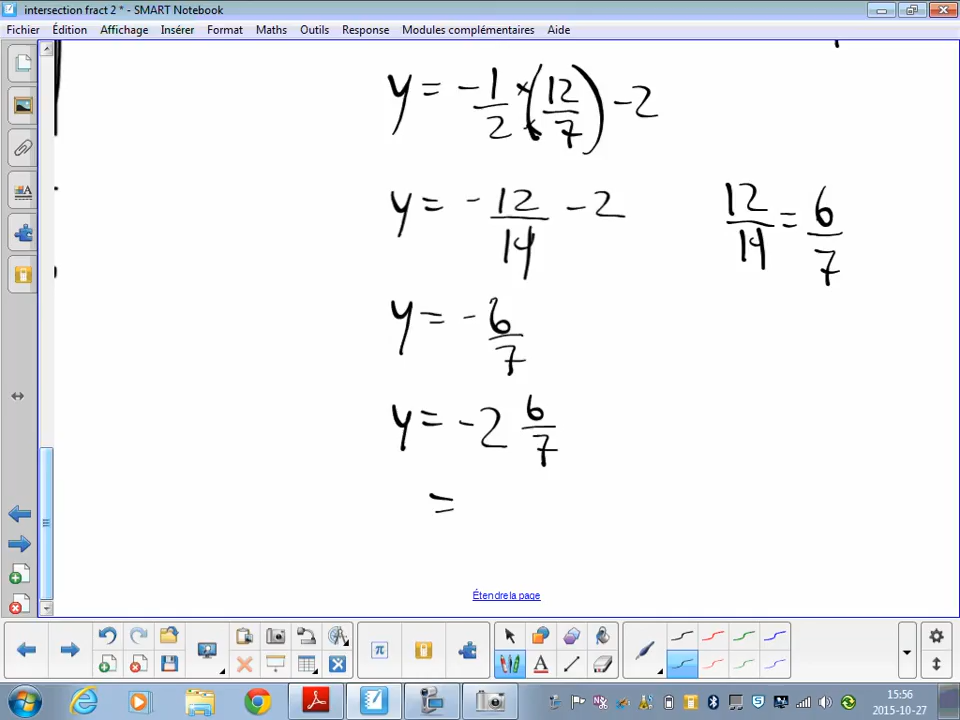 intersection fract 2 * - SMART Notebook
Fichier Édition Affichage Insérer Format Maths Outils Response Modules complémentaires Aide
y = -1/2 × (12/7) - 2
y = -12/14 - 2
12/14 = 6/7
y = -6/7
y = -2 6/7
=
Étendre la page
15:56
2015-10-27